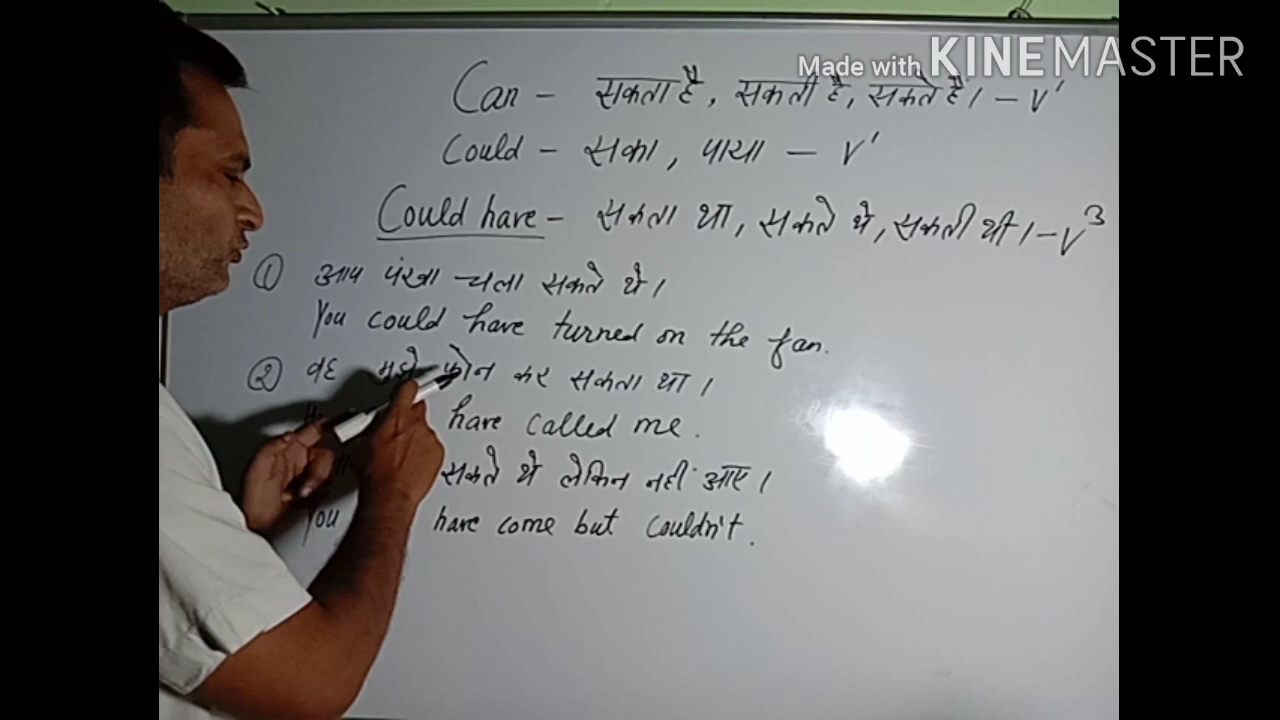 Made with KINEMASTER
Can - सकता है, सकती है, सकते हैं। - V¹
Could - सका, पाया - V¹
Could have - सकता था, सकते थे, सकती थी। - V³
① आप पंखा चला सकते थे।
You could have turned on the fan.
② वह मुझे फोन कर सकता था।
have called me.
सकते थे लेकिन नहीं आए।
You have come but couldn't.